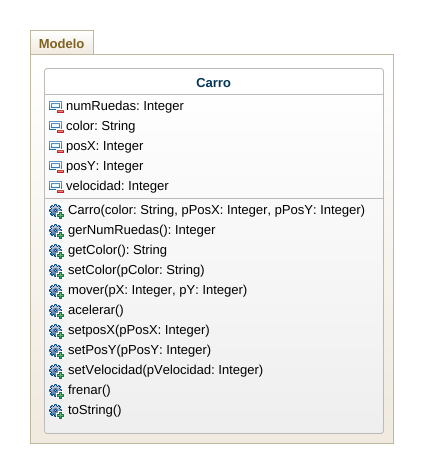 Modelo
Carro
numRuedas: Integer
color: String
posX: Integer
posY: Integer
velocidad: Integer
Carro(color: String, pPosX: Integer, pPosY: Integer)
gerNumRuedas(): Integer
getColor(): String
setColor(pColor: String)
mover(pX: Integer, pY: Integer)
acelerar()
setposX(pPosX: Integer)
setPosY(pPosY: Integer)
setVelocidad(pVelocidad: Integer)
frenar()
toString()